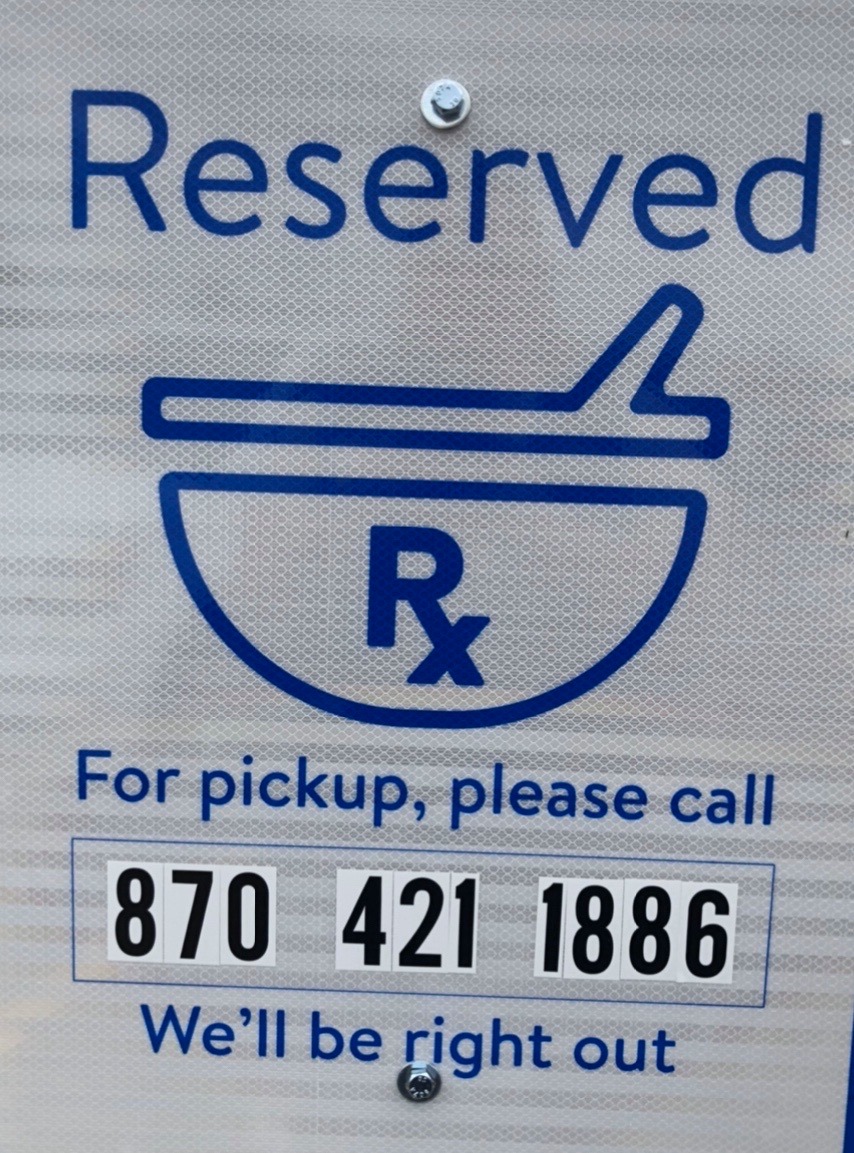 Reserved
Rx
For pickup, please call
870 421 1886
We'll be right out